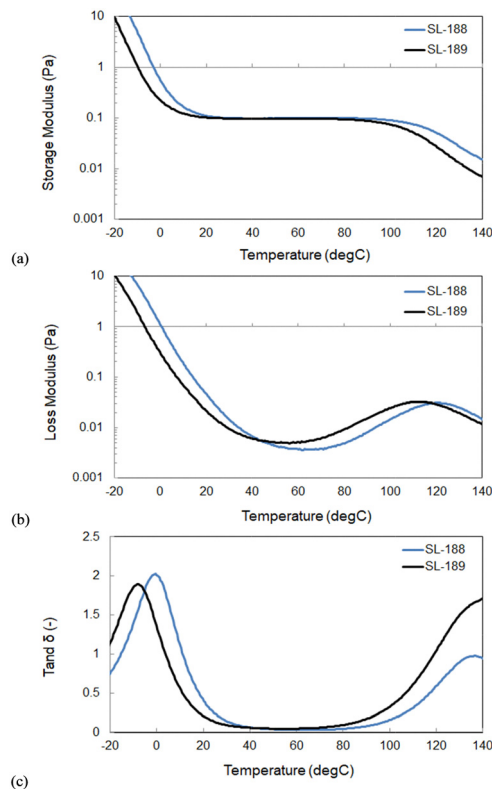 10
1
0.1
0.01
0.001
Storage Modulus (Pa)
SL-188
SL-189
-20 0 20 40 60 80 100 120 140
Temperature (degC)
(a)
10
1
0.1
0.01
0.001
Loss Modulus (Pa)
SL-188
SL-189
-20 0 20 40 60 80 100 120 140
Temperature (degC)
(b)
2.5
2
1.5
1
0.5
0
Tand δ (-)
SL-188
SL-189
-20 0 20 40 60 80 100 120 140
Temperature (degC)
(c)